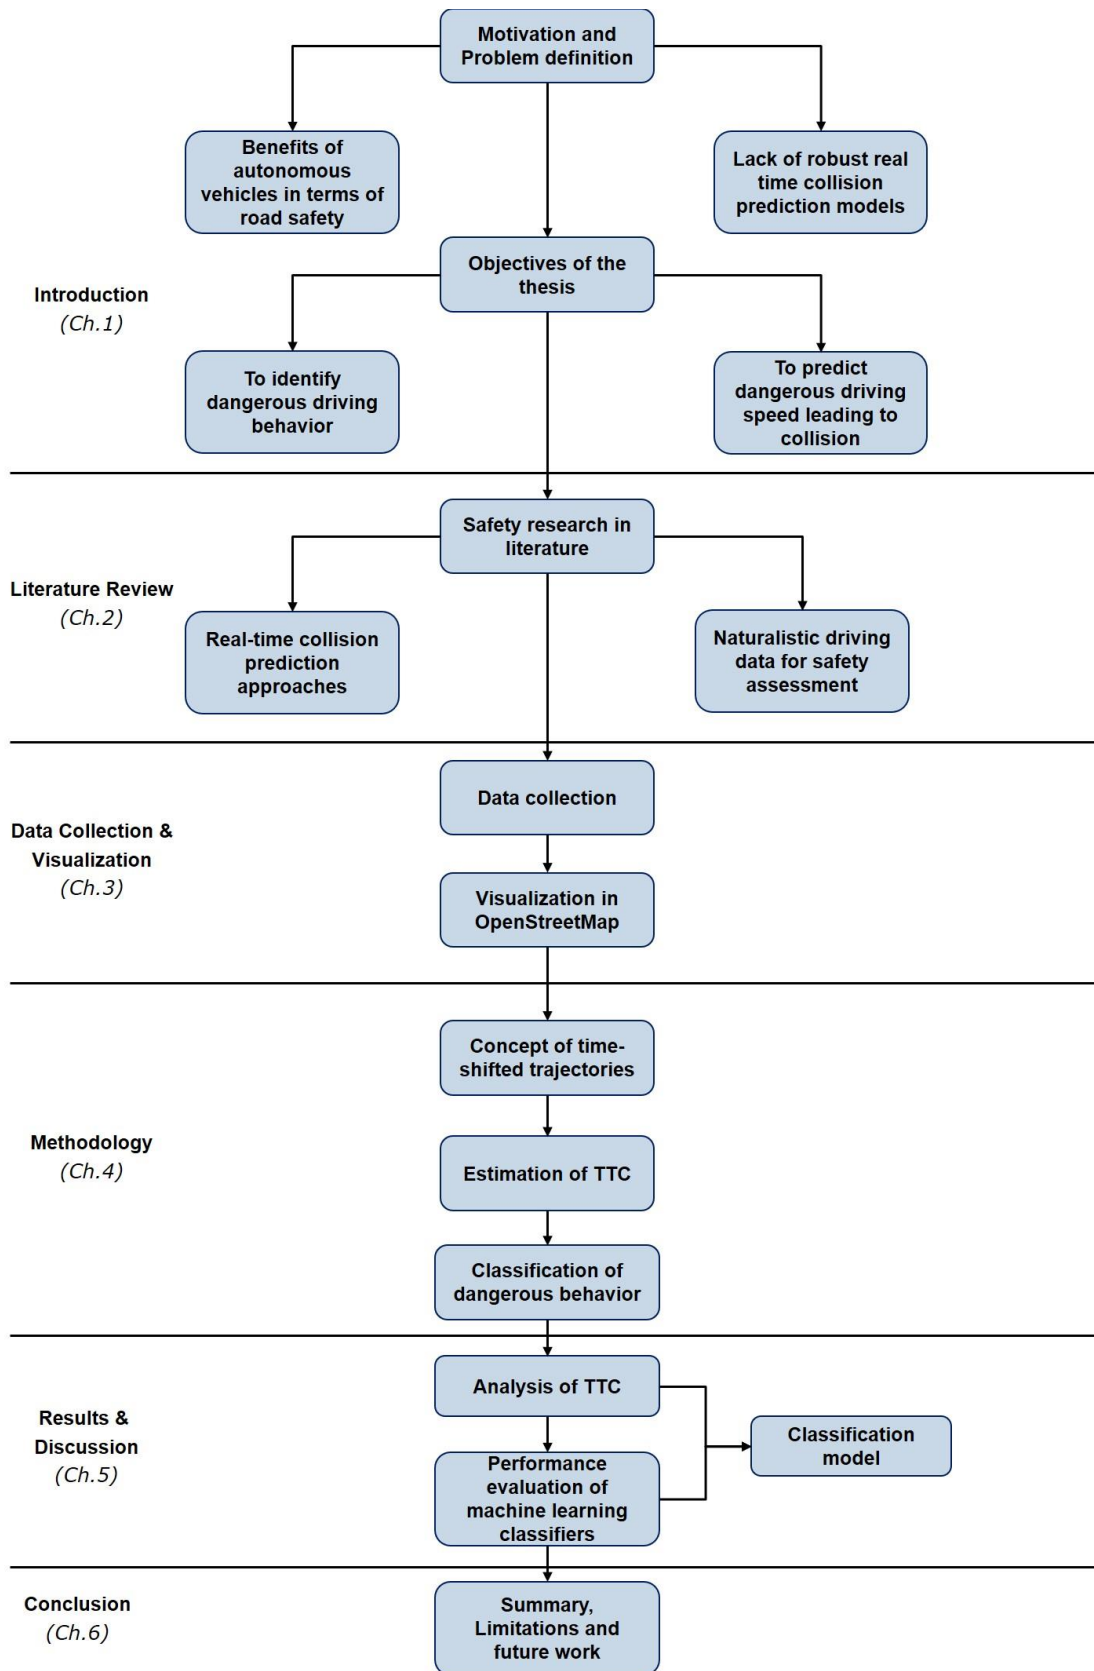 Motivation and
Problem definition
Benefits of
autonomous
vehicles in terms of
road safety
Lack of robust real
time collision
prediction models
Objectives of the
thesis
Introduction
(Ch.1)
To identify
dangerous driving
behavior
To predict
dangerous driving
speed leading to
collision
Safety research in
literature
Literature Review
(Ch.2)
Real-time collision
prediction
approaches
Naturalistic driving
data for safety
assessment
Data collection
Data Collection &
Visualization
(Ch.3)
Visualization in
OpenStreetMap
Concept of time-
shifted trajectories
Methodology
(Ch.4)
Estimation of TTC
Classification of
dangerous behavior
Analysis of TTC
Results &
Discussion
(Ch.5)
Classification
model
Performance
evaluation of
machine learning
classifiers
Conclusion
(Ch.6)
Summary,
Limitations and
future work